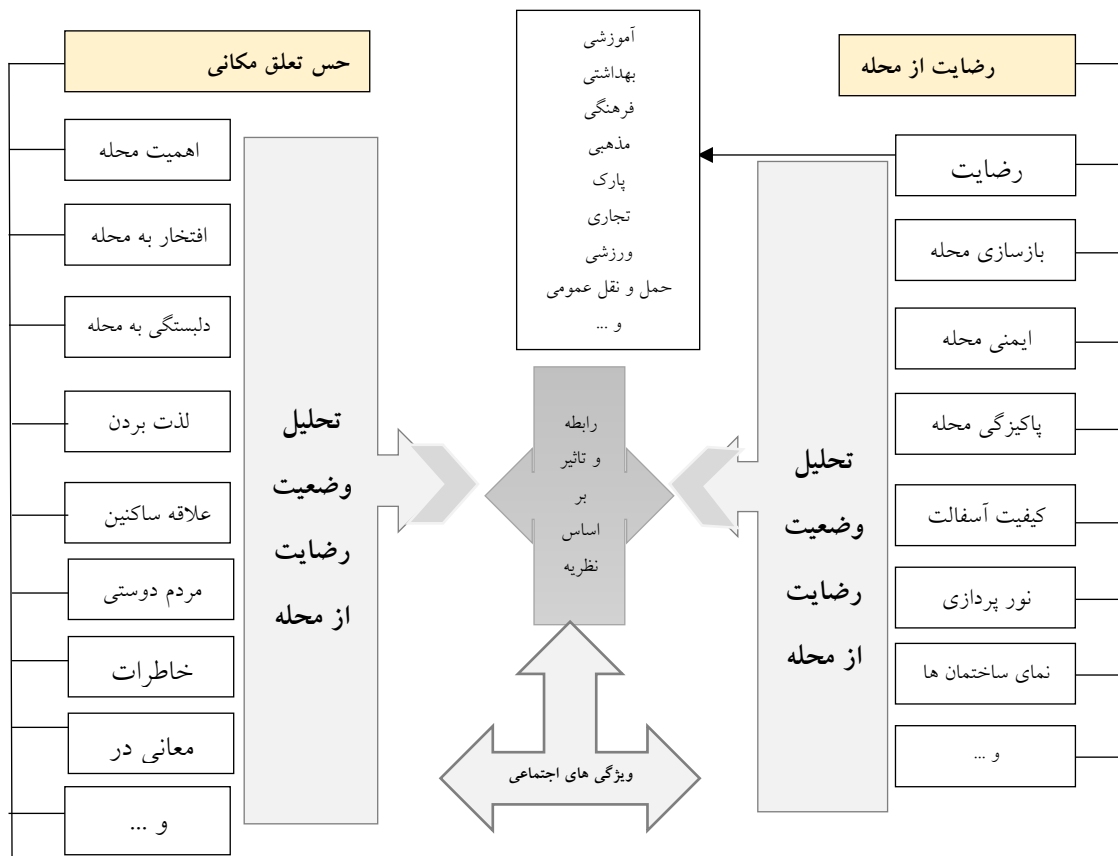 رضایت از محله
رضایت
بازسازی محله
ایمنی محله
پاکیزگی محله
کیفیت آسفالت
نور پردازی
نمای ساختمان ها
و ...
تحلیل
وضعیت
رضایت
از محله
آموزشی
بهداشتی
فرهنگی
مذهبی
پارک
تجاری
ورزشی
حمل و نقل عمومی
و ...
رابطه
و تاثیر
بر
اساس
نظریه
ویژگی های اجتماعی
تحلیل
وضعیت
رضایت
از محله
حس تعلق مکانی
اهمیت محله
افتخار به محله
دلبستگی به محله
لذت بردن
علاقه ساکنین
مردم دوستی
خاطرات
معانی در
و ...